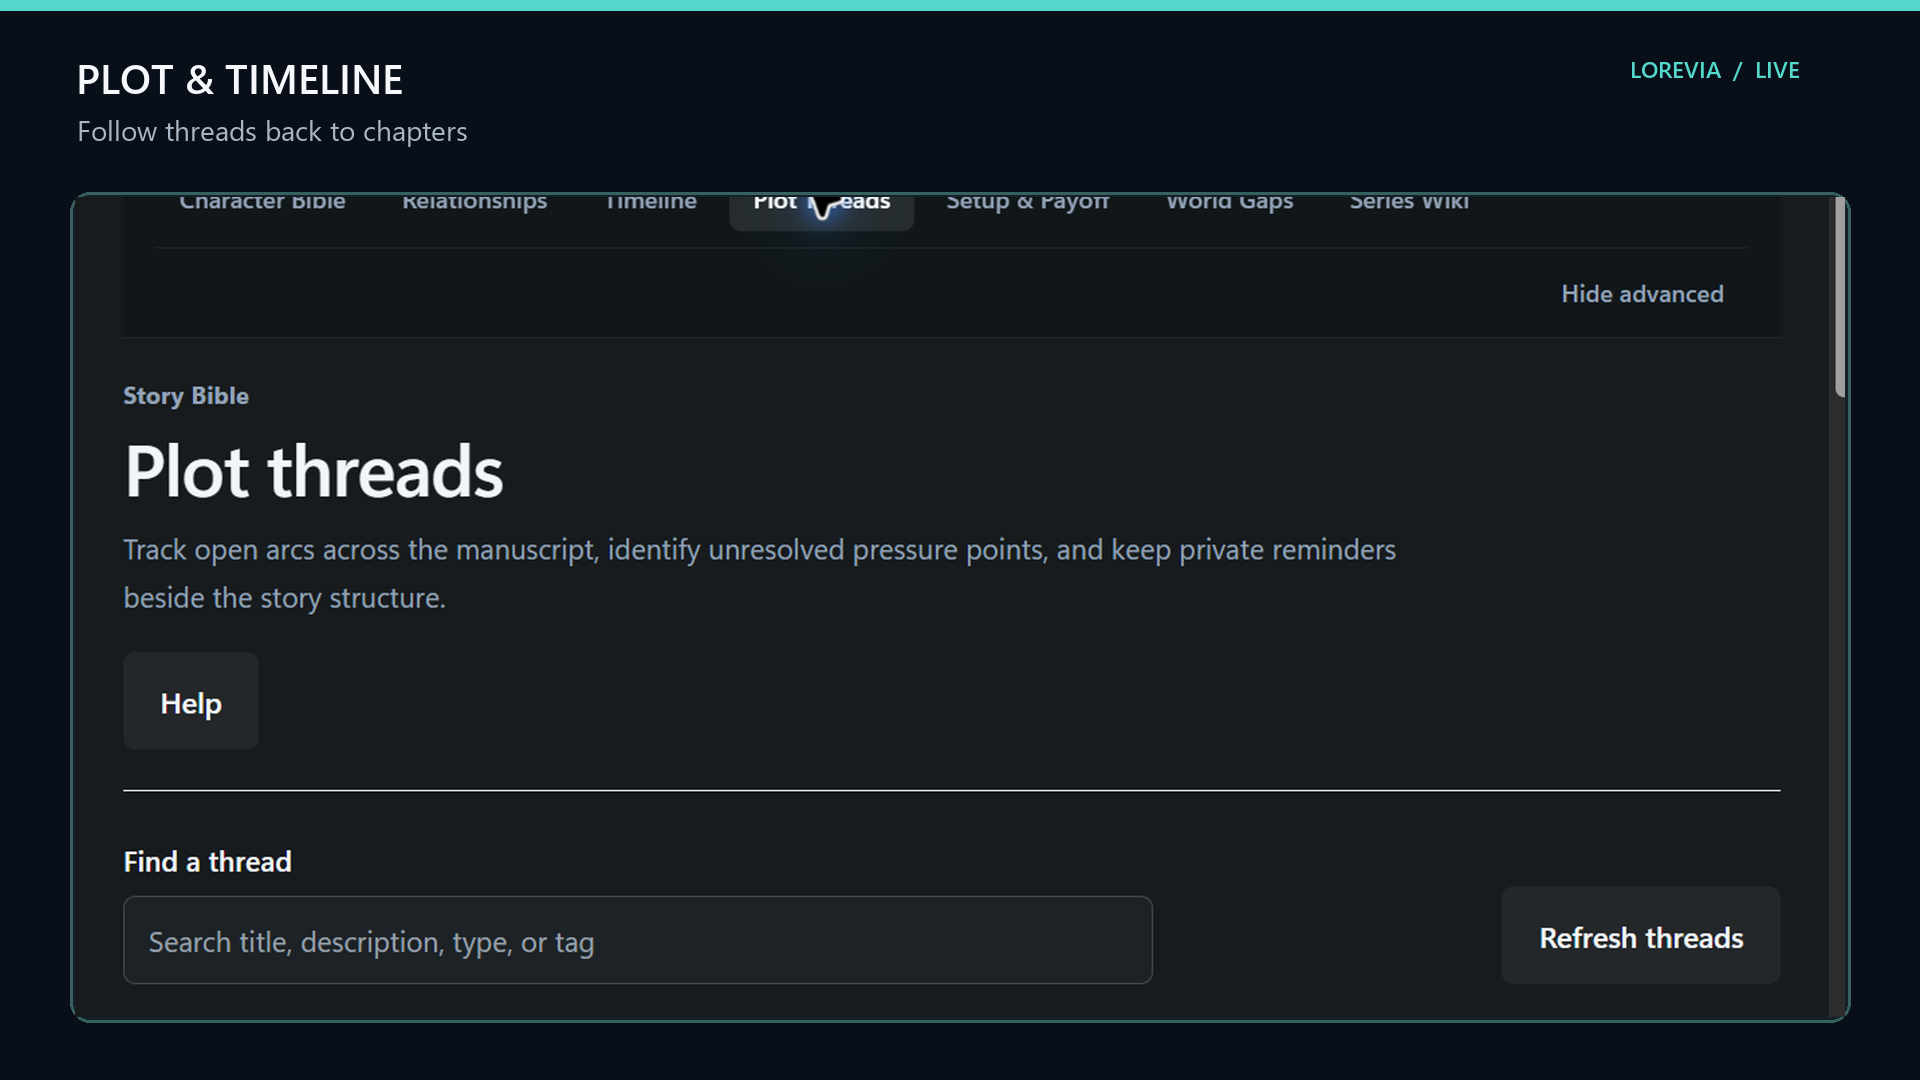 PLOT & TIMELINE
LOREVIA / LIVE
Follow threads back to chapters
Character Bible Relationships Timeline Plot Threads Setup & Payoff World Gaps Series Wiki
Hide advanced
Story Bible
Plot threads
Track open arcs across the manuscript, identify unresolved pressure points, and keep private reminders
beside the story structure.
Help
Find a thread
Search title, description, type, or tag
Refresh threads